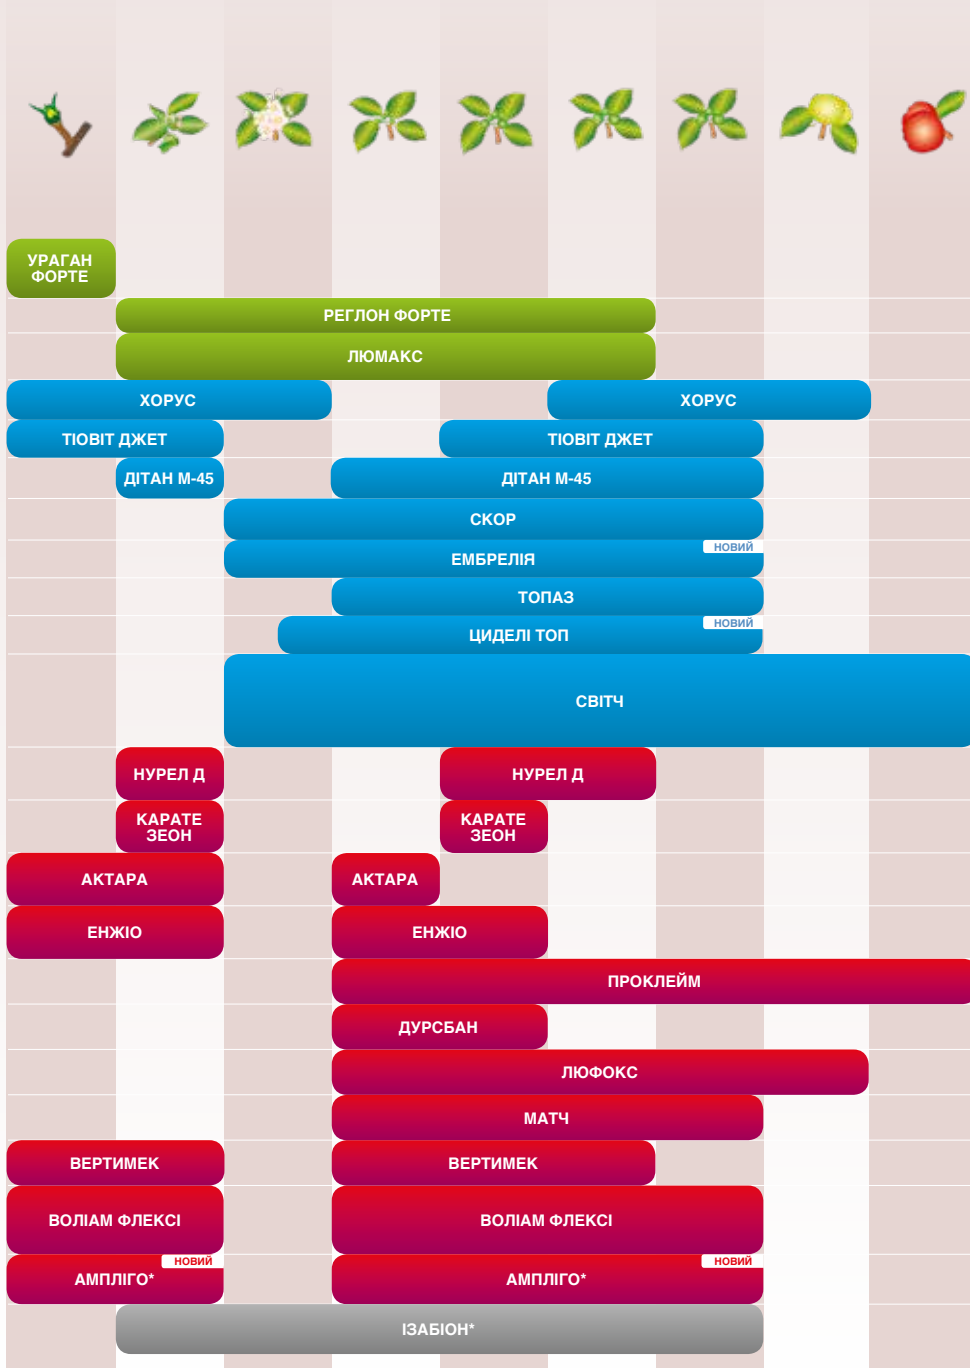 УРАГАН
ФОРТЕ
РЕГЛОН ФОРТЕ
ЛЮМАКС
ХОРУС
ХОРУС
ТІОВІТ ДЖЕТ
ТІОВІТ ДЖЕТ
ДІТАН М-45
ДІТАН М-45
СКОР
НОВИЙ
ЕМБРЕЛІЯ
ТОПАЗ
НОВИЙ
ЦИДЕЛІ ТОП
СВІТЧ
НУРЕЛ Д
НУРЕЛ Д
КАРАТЕ
ЗЕОН
КАРАТЕ
ЗЕОН
АКТАРА
АКТАРА
ЕНЖІО
ЕНЖІО
ПРОКЛЕЙМ
ДУРСБАН
ЛЮФОКС
МАТЧ
ВЕРТИМЕК
ВЕРТИМЕК
ВОЛІАМ ФЛЕКСІ
ВОЛІАМ ФЛЕКСІ
НОВИЙ
НОВИЙ
АМПЛІГО*
АМПЛІГО*
ІЗАБІОН*